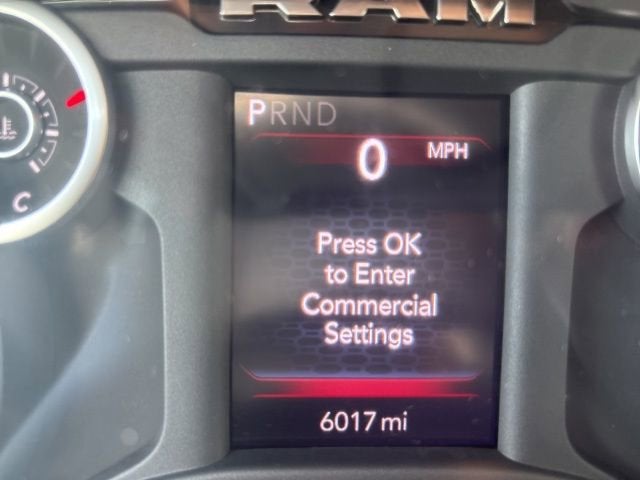 RAM
PRND
0 MPH
C
Press OK
to Enter
Commercial
Settings
6017 mi